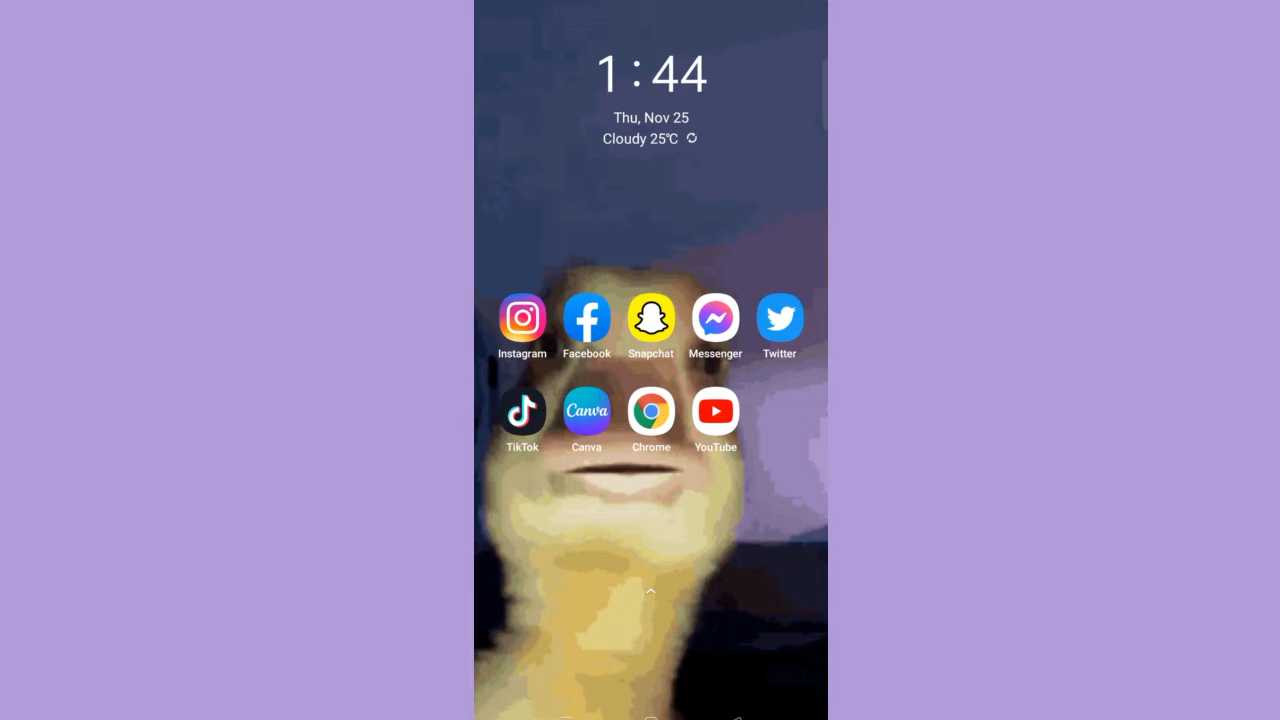 1:44
Thu, Nov 25
Cloudy 25℃
Instagram Facebook Snapchat Messenger Twitter
Canva
TikTok Canva Chrome YouTube